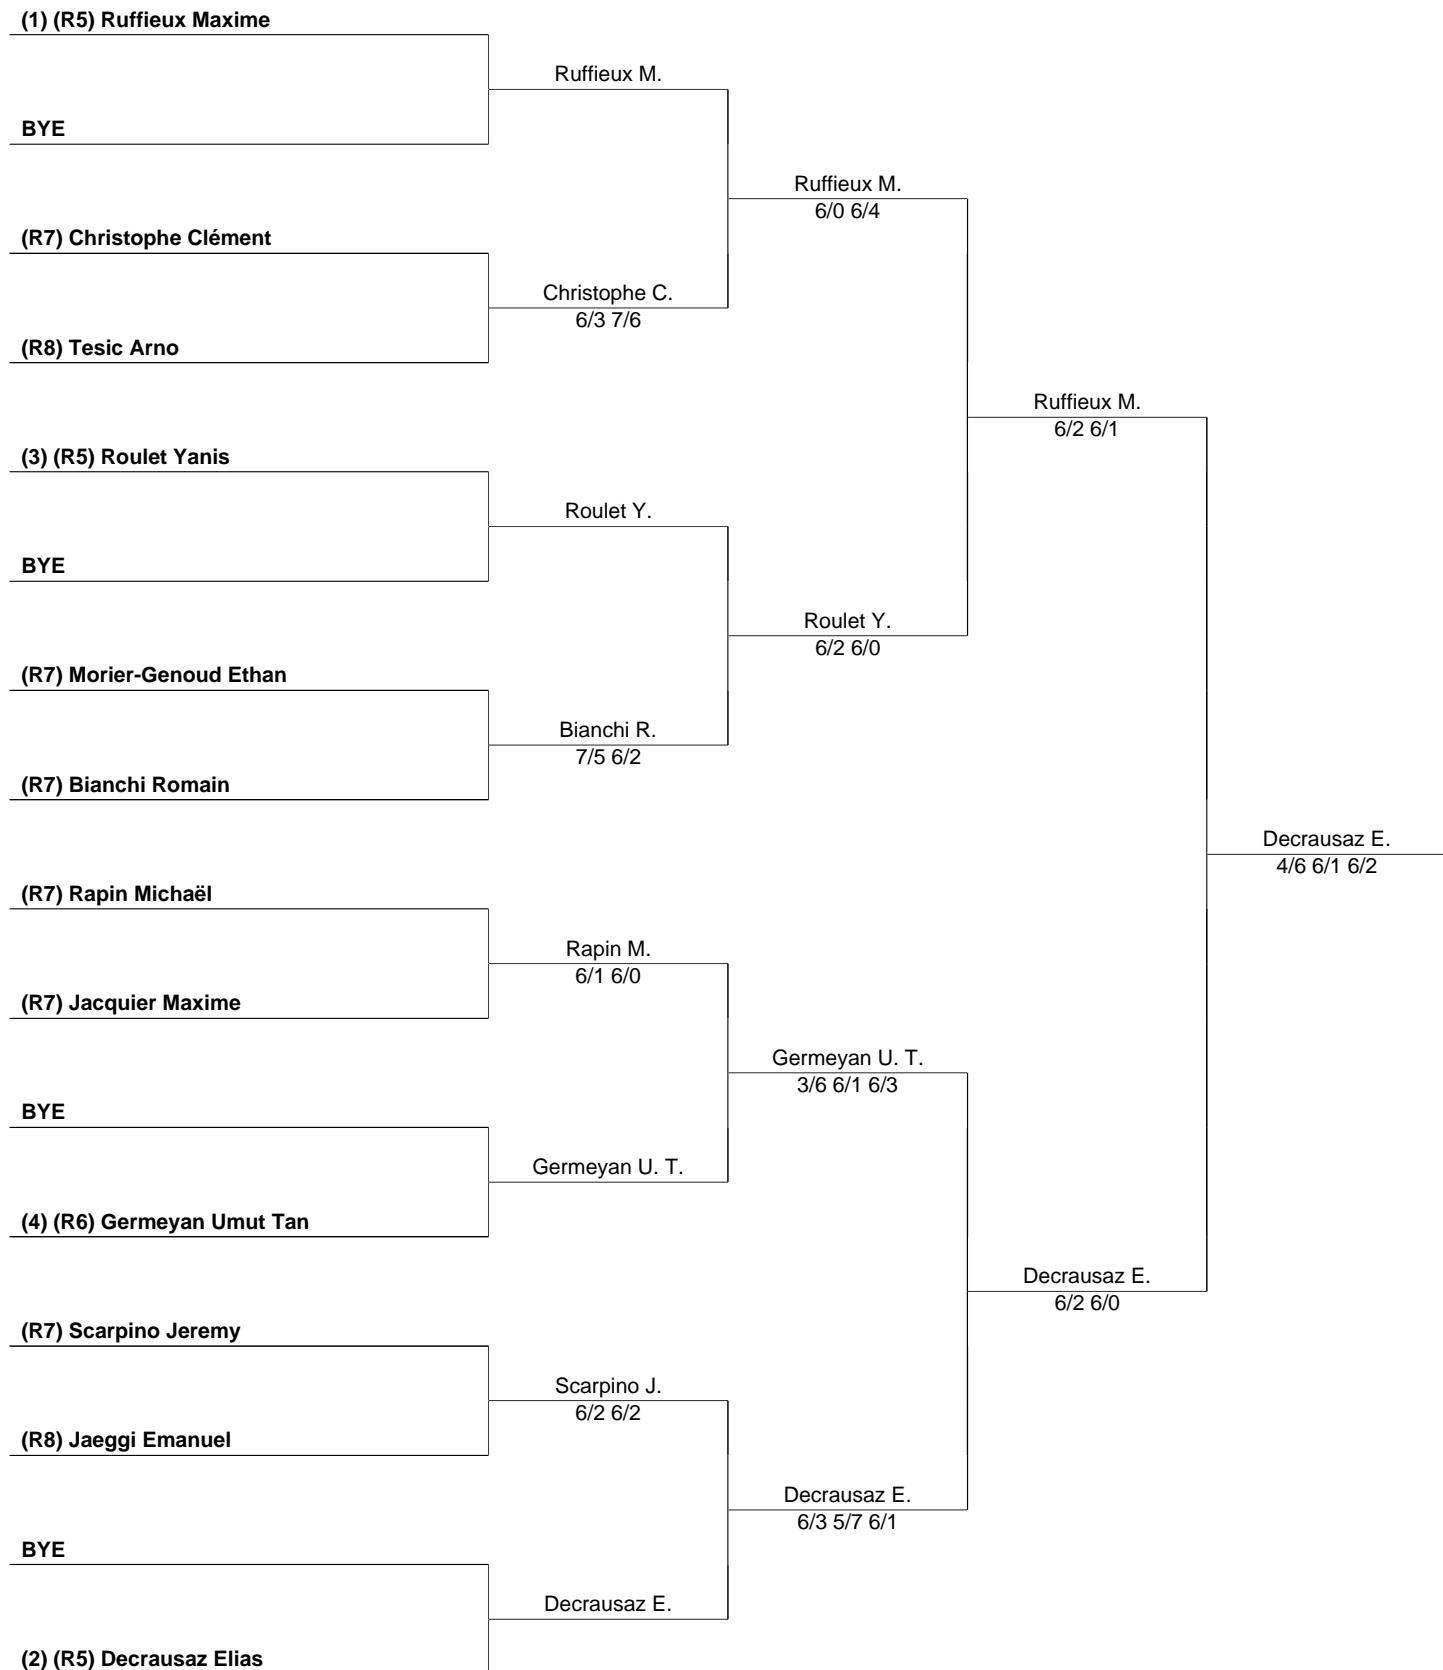 (1) (R5) Ruffieux Maxime
Ruffieux M.
BYE
Ruffieux M.
6/0 6/4
(R7) Christophe Clément
Christophe C.
6/3 7/6
(R8) Tesic Arno
Ruffieux M.
6/2 6/1
(3) (R5) Roulet Yanis
Roulet Y.
BYE
Roulet Y.
6/2 6/0
(R7) Morier-Genoud Ethan
Bianchi R.
7/5 6/2
(R7) Bianchi Romain
Decrausaz E.
4/6 6/1 6/2
(R7) Rapin Michaël
Rapin M.
6/1 6/0
(R7) Jacquier Maxime
Germeyan U. T.
3/6 6/1 6/3
BYE
Germeyan U. T.
(4) (R6) Germeyan Umut Tan
Decrausaz E.
6/2 6/0
(R7) Scarpino Jeremy
Scarpino J.
6/2 6/2
(R8) Jaeggi Emanuel
Decrausaz E.
6/3 5/7 6/1
BYE
Decrausaz E.
(2) (R5) Decrausaz Elias